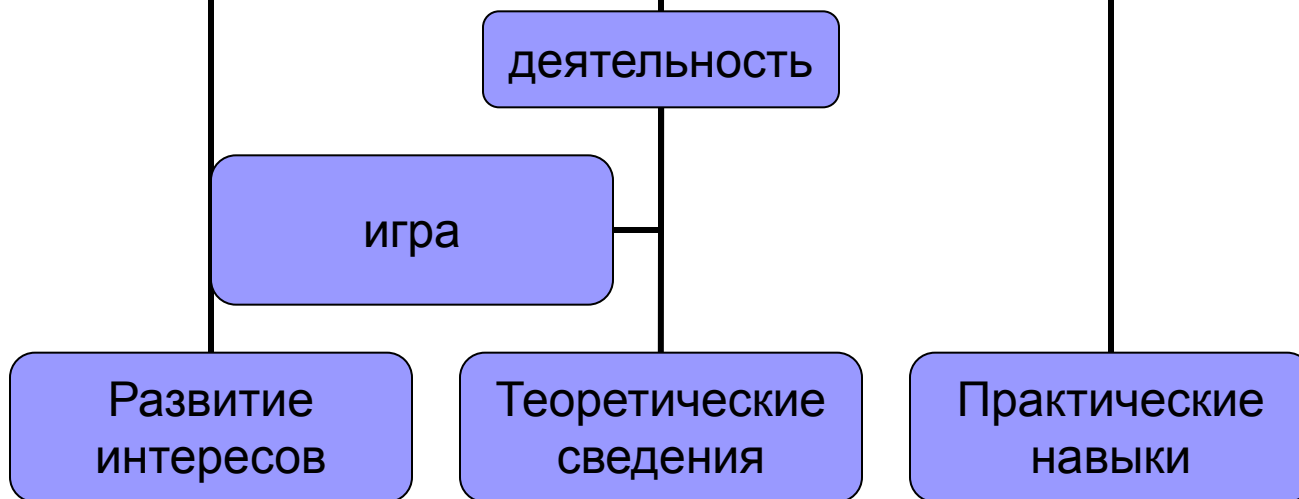 деятельность
игра
Развитие
интересов
Теоретические
сведения
Практические
навыки